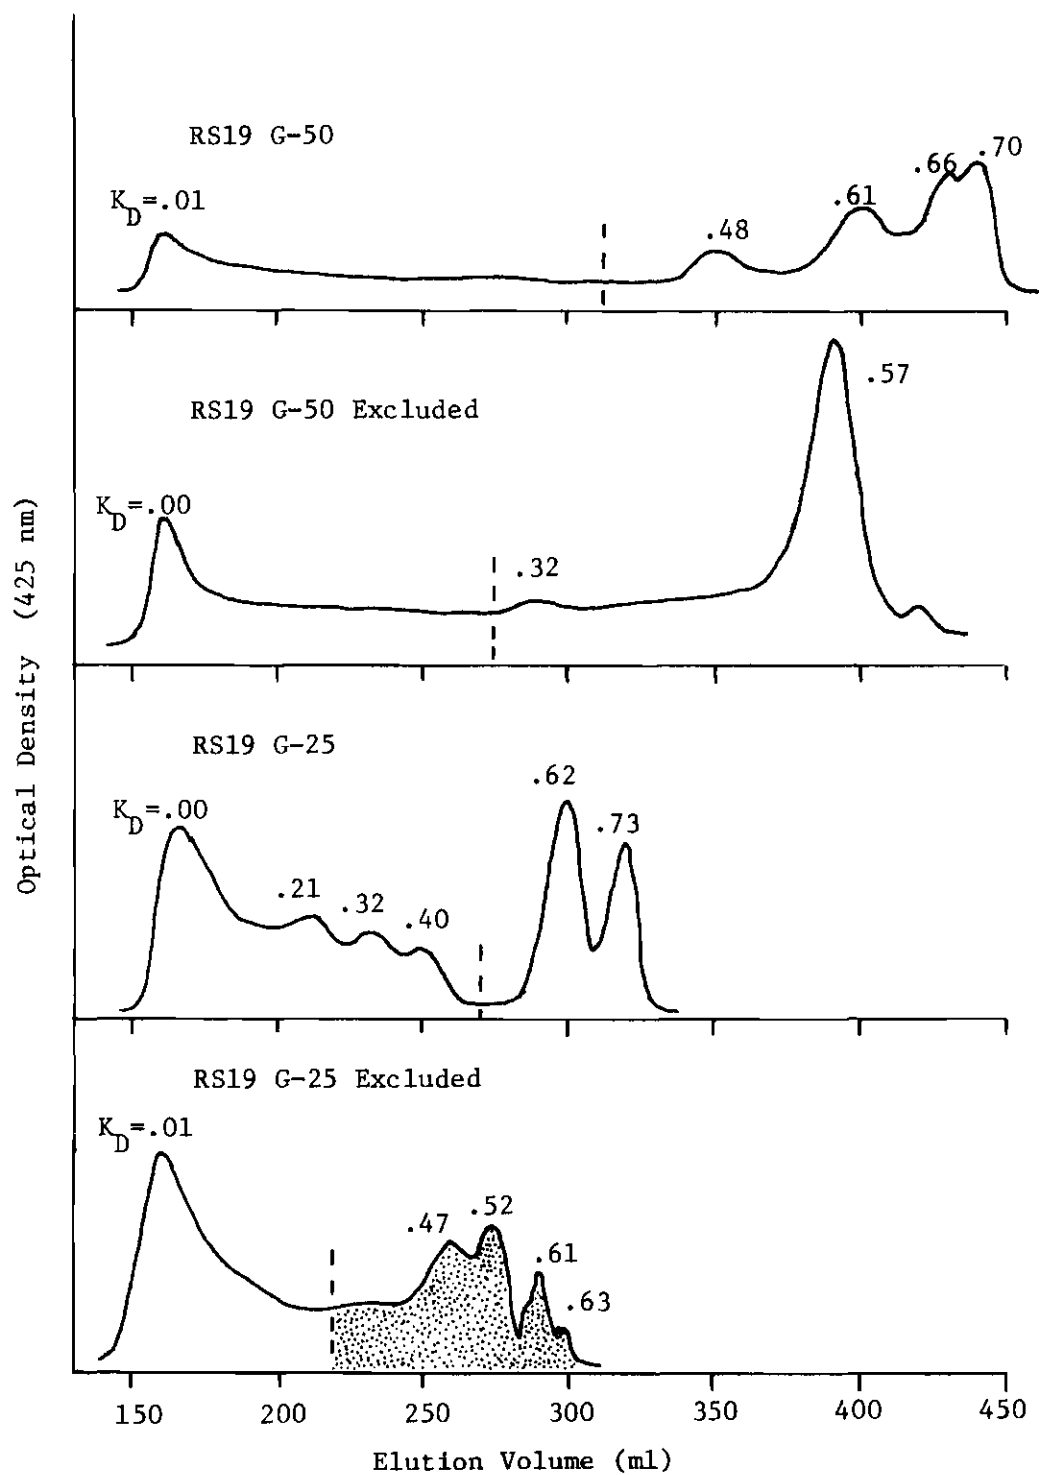 RS19 G-50
K_D=.01
.48
.61
.66
.70
RS19 G-50 Excluded
K_D=.00
.32
.57
RS19 G-25
K_D=.00
.21
.32
.40
.62
.73
RS19 G-25 Excluded
K_D=.01
.47
.52
.61
.63
Optical Density (425 nm)
150 200 250 300 350 400 450
Elution Volume (ml)